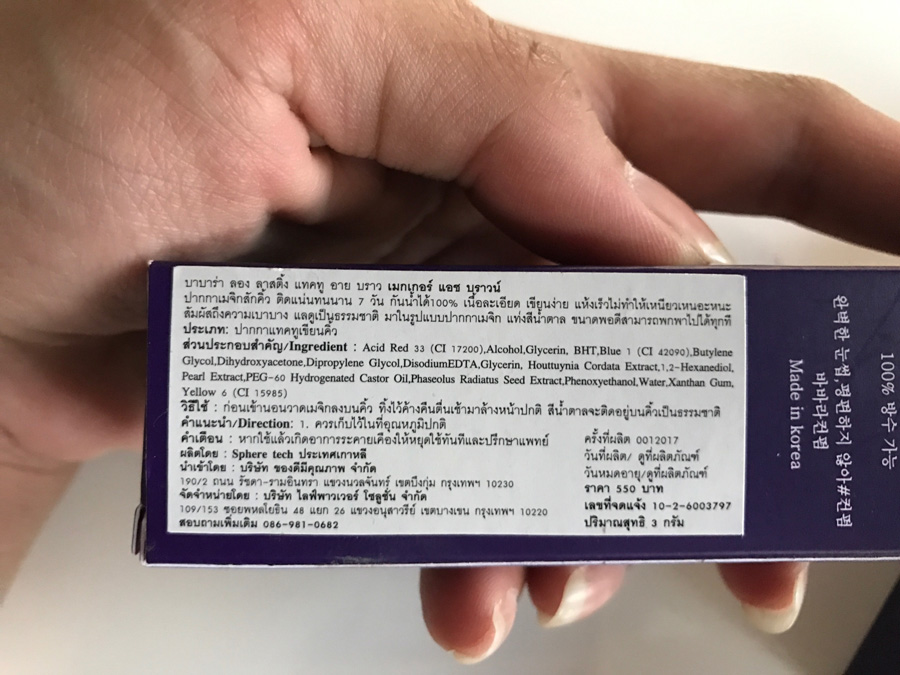 บาบาร่า ลอง ลาสติ้ง แทคทู อาย บราว เมกเกอร์ แอช บราวน์
ปากกาเมจิกสักคิ้ว ติดแน่นทนนาน 7 วัน กันน้ำได้100% เนื้อละเอียด เขียนง่าย แห้งเร็วไม่ทำให้เหนียวเหนอะหนะ
สัมผัสถึงความเบาบาง แลดูเป็นธรรมชาติ มาในรูปแบบปากกาเมจิก แท่งสีน้ำตาล ขนาดพอดีสามารถพกพาไปได้ทุกที่
ประเภท: ปากกาแทคทูเขียนคิ้ว
ส่วนประกอบสำคัญ/Ingredient : Acid Red 33 (CI 17200),Alcohol,Glycerin, BHT,Blue 1 (CI 42090),Butylene
Glycol,Dihydroxyacetone,Dipropylene Glycol,DisodiumEDTA,Glycerin, Houttuynia Cordata Extract,1,2-Hexanediol,
Pearl Extract,PEG-60 Hydrogenated Castor Oil,Phaseolus Radiatus Seed Extract,Phenoxyethanol,Water,Xanthan Gum,
Yellow 6 (CI 15985)
วิธีใช้ : ก่อนเข้านอนวาดเมจิกลงบนคิ้ว ทิ้งไว้ค้างคืนตื่นเช้ามาล้างหน้าปกติ สีน้ำตาลจะติดอยู่บนคิ้วเป็นธรรมชาติ
คำแนะนำ/Direction: 1. ควรเก็บไว้ในที่อุณหภูมิปกติ
คำเตือน : หากใช้แล้วเกิดอาการระคายเคืองให้หยุดใช้ทันทีและปรึกษาแพทย์
ผลิตโดย : Sphere tech ประเทศเกาหลี
นำเข้าโดย : บริษัท ของดีมีคุณภาพ จำกัด
190/2 ถนน รัชดา-รามอินทรา แขวงนวลจันทร์ เขตบึงกุ่ม กรุงเทพฯ 10230
จัดจำหน่ายโดย : บริษัท ไลฟ์พาวเวอร์ โซลูชั่น จำกัด
109/153 ซอยพหลโยธิน 48 แยก 26 แขวงอนุสาวรีย์ เขตบางเขน กรุงเทพฯ 10220
สอบถามเพิ่มเติม 086-981-0682
ครั้งที่ผลิต 0012017
วันที่ผลิต/ ดูที่ผลิตภัณฑ์
วันหมดอายุ/ดูที่ผลิตภัณฑ์
ราคา 550 บาท
เลขที่จดแจ้ง 10-2-6003797
ปริมาณสุทธิ 3 กรัม
100% 방수 가능
완벽한 눈썹,평편하지 않아#킨펌
Made in korea